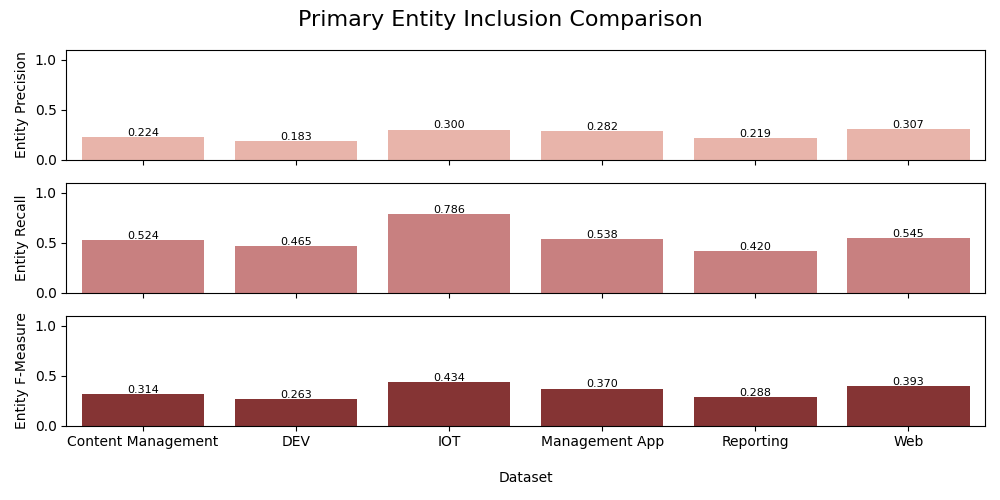 Primary Entity Inclusion Comparison
Entity Precision
1.0
0.5
0.0
0.224
0.183
0.300
0.282
0.219
0.307
Entity Recall
1.0
0.5
0.0
0.524
0.465
0.786
0.538
0.420
0.545
Entity F-Measure
1.0
0.5
0.0
0.314
0.263
0.434
0.370
0.288
0.393
Content Management
DEV
IOT
Management App
Reporting
Web
Dataset